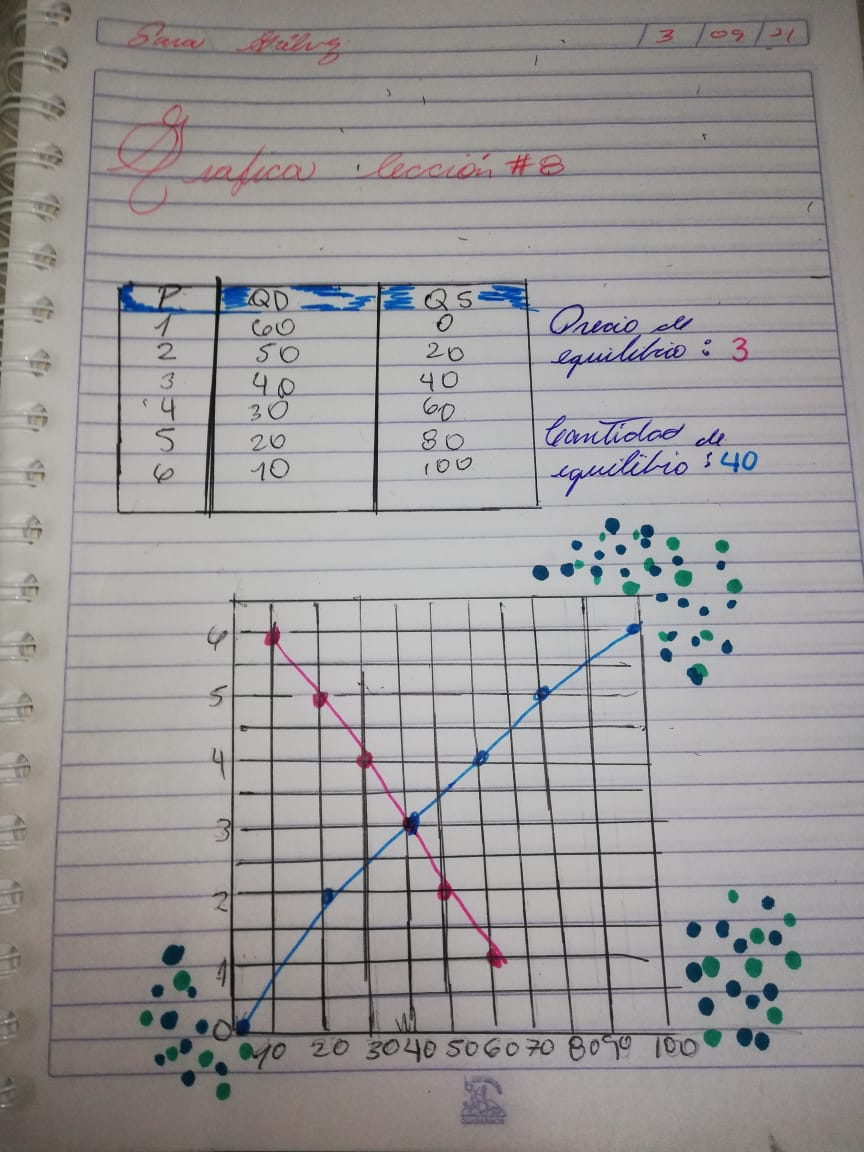 Sara 3 / 09 / 21
Grafica leccion #8
P QD QS
1 60 0
2 50 20
3 40 40
4 30 60
5 20 80
6 10 100
Precio de
equilibrio : 3
Cantidad de
equilibrio : 40
6
5
4
3
2
1
0
10 20 30 40 50 60 70 80 90 100